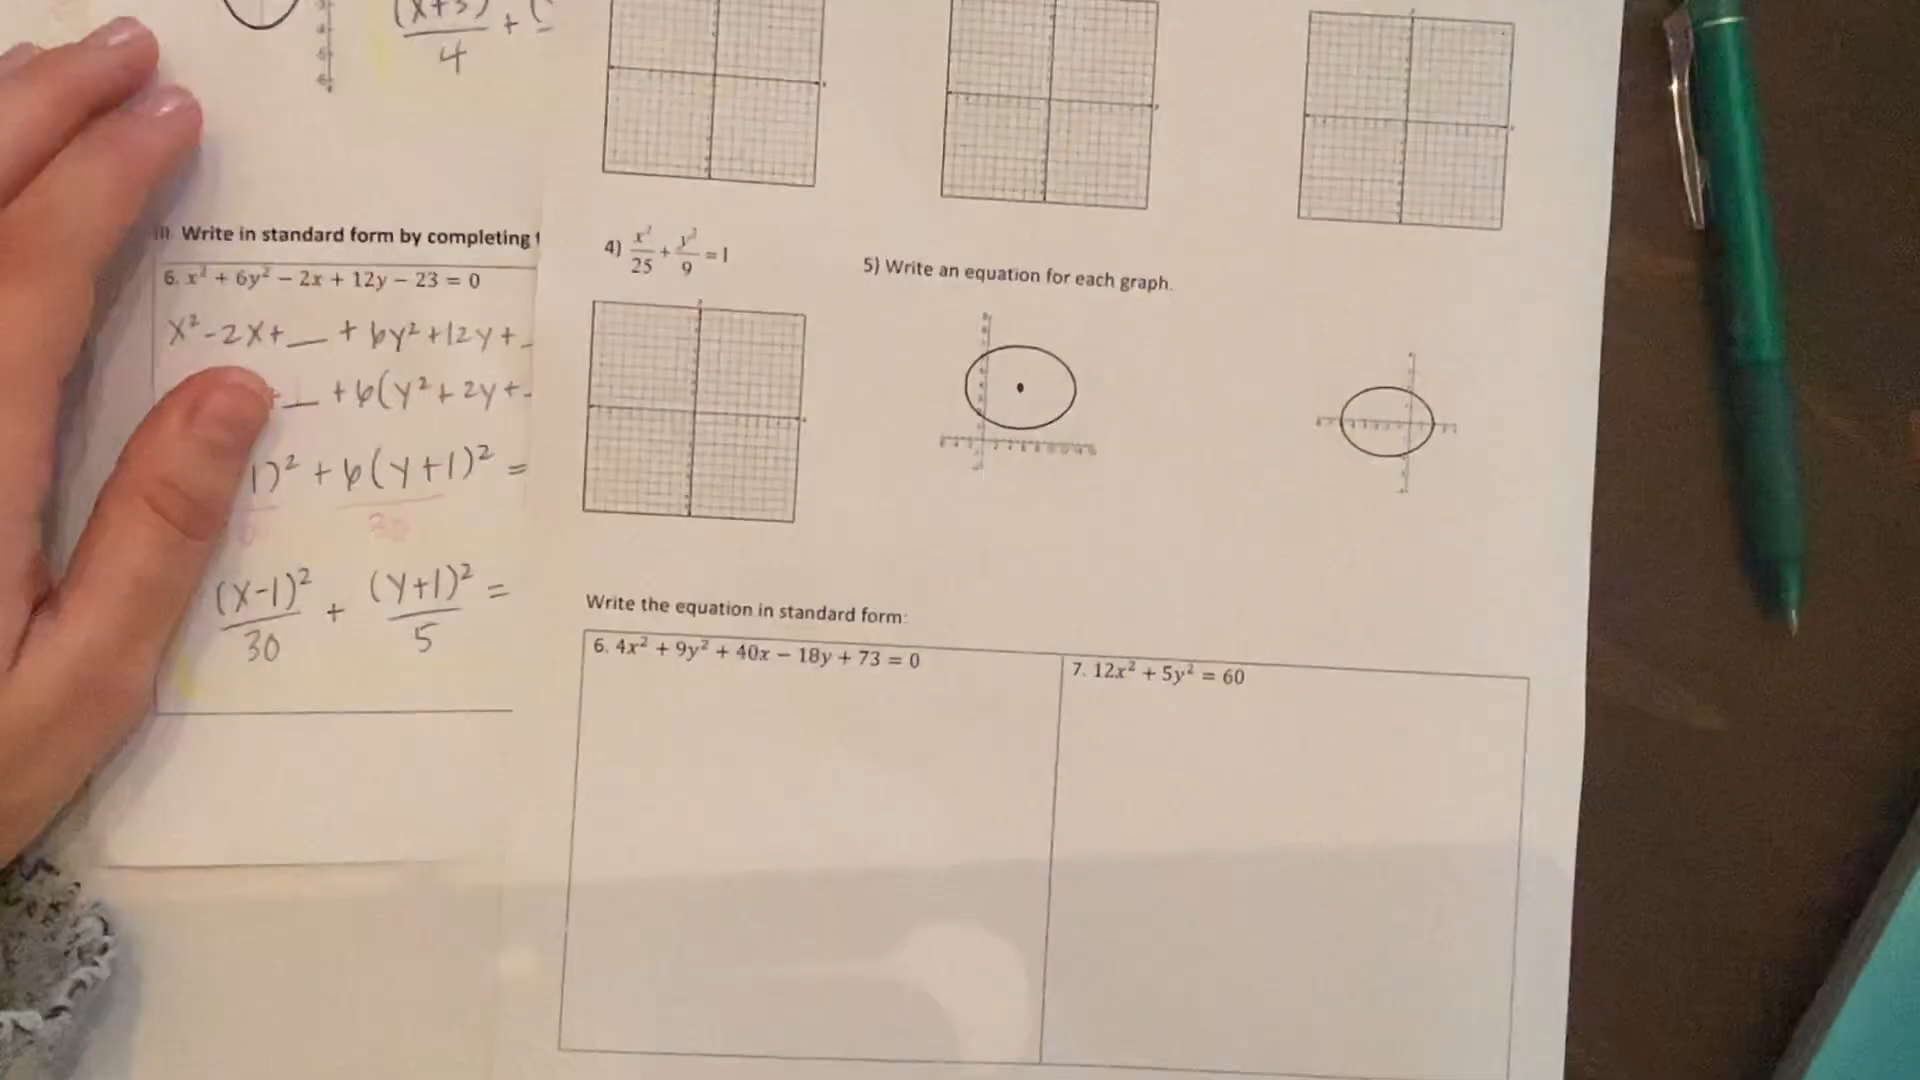 (x+3)
4
+
III. Write in standard form by completing
6. x² + 6y² − 2x + 12y − 23 = 0
x²-2x+__ + 6y²+12y+
+__ +6(y²+2y+
1)² + 6(y+1)² =
30
(x-1)²/30 + (y+1)²/5 =
4) x²/25 + y²/9 = 1
5) Write an equation for each graph.
Write the equation in standard form:
6. 4x² + 9y² + 40x − 18y + 73 = 0
7. 12x² + 5y² = 60